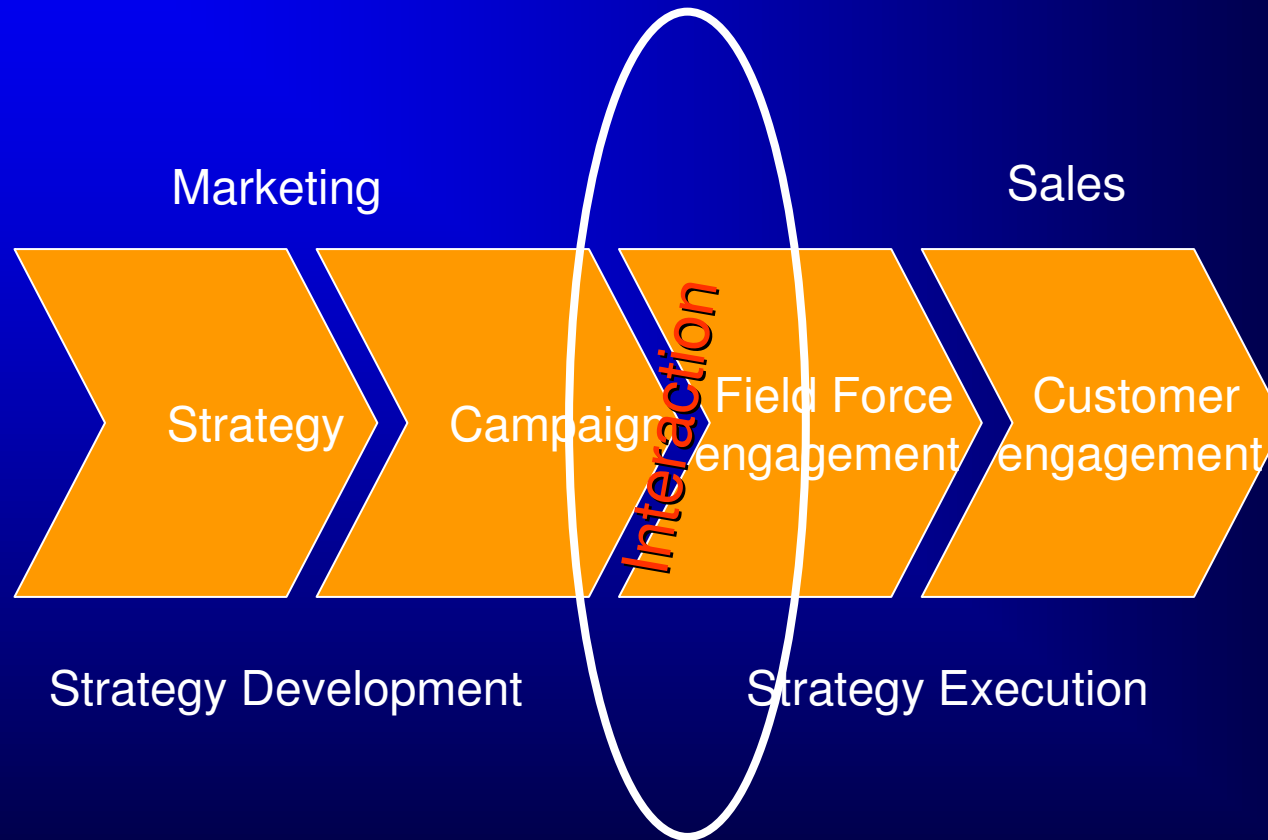 Marketing
Sales
Strategy
Campaign
Interaction
Field Force
engagement
Customer
engagement
Strategy Development
Strategy Execution